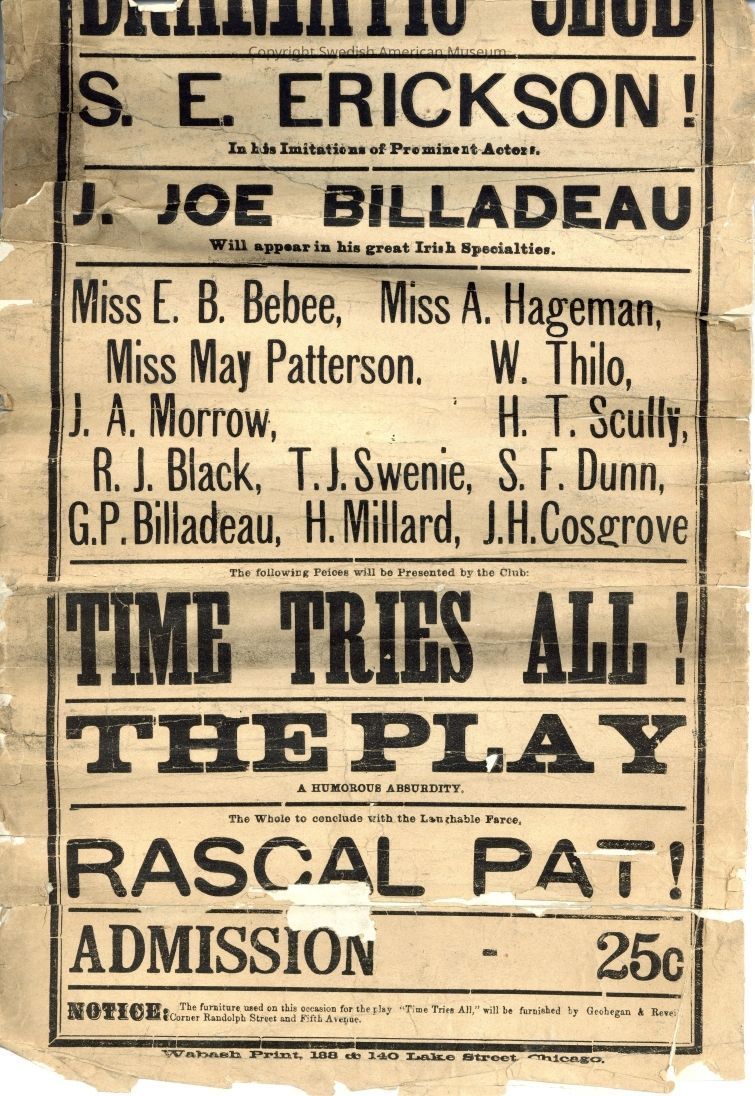 DRAMATIC CLUB
Copyright Swedish American Museum
S. E. ERICKSON!
In his Imitations of Prominent Actors.
J. JOE BILLADEAU
Will appear in his great Irish Specialties.
Miss E. B. Bebee, Miss A. Hageman,
Miss May Patterson. W. Thilo,
J. A. Morrow, H. T. Scully,
R. J. Black, T. J. Swenie, S. F. Dunn,
G. P. Billadeau, H. Millard, J. H. Cosgrove
The following Peices will be Presented by the Club:
TIME TRIES ALL!
THE PLAY
A HUMOROUS ABSURDITY.
The Whole to conclude with the Laughable Farce,
RASCAL PAT!
ADMISSION - 25c
NOTICE: The furniture used on this occasion for the play "Time Tries All," will be furnished by Geohegan &
Corner Randolph Street and Fifth Avenue.
Wabash Print, 138 & 140 Lake Street Chicago.